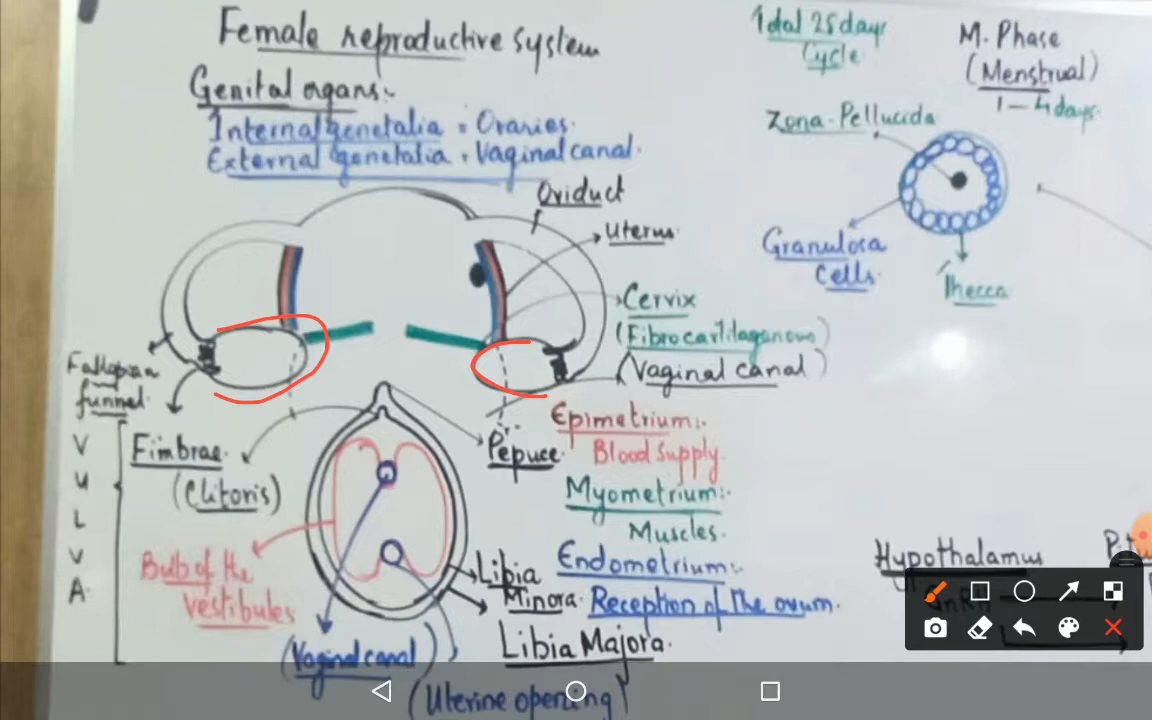 Female reproductive system
Genital organs:-
Internal genetalia : Ovaries.
External genetalia : Vaginal canal.
Oviduct
Uterus
Cervix
(Fibrocartilagenous)
(Vaginal canal)
Fallopian
funnel
Fimbrae
(Clitoris)
Pepuce
Epimetrium:-
Blood Supply.
Myometrium:-
Muscles.
Endometrium:-
Reception of the ovum.
V
U
L
V
A
Bulb of the
vestibules
Libia
Minora
Libia Majora.
(Vaginal canal)
(Uterine opening)
28 days
Cycle
M. Phase
(Menstrual)
1-4 days
Zona-Pellucida
Granulosa
Cells
Thecca
Hypothalamus
GnRH